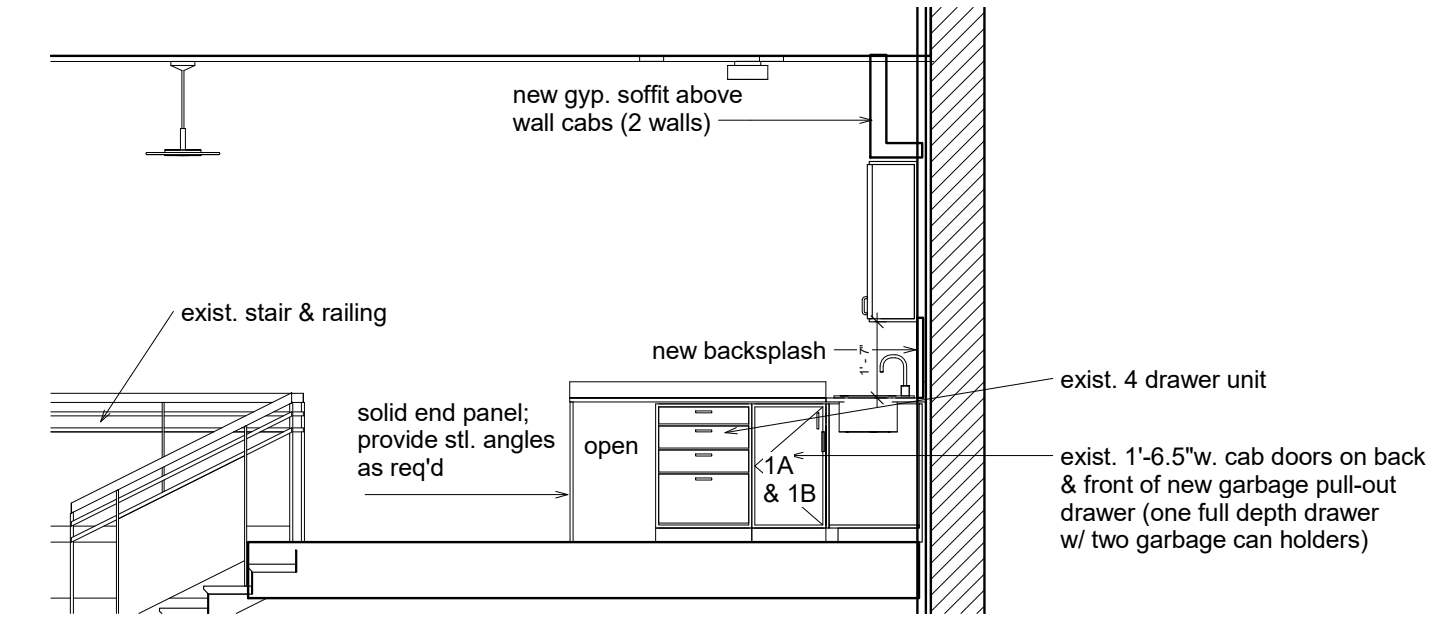 new gyp. soffit above
wall cabs (2 walls)
exist. stair & railing
new backsplash
1' - 7"
exist. 4 drawer unit
solid end panel;
provide stl. angles
as req'd
open
1A
& 1B
exist. 1'-6.5"w. cab doors on back
& front of new garbage pull-out
drawer (one full depth drawer
w/ two garbage can holders)